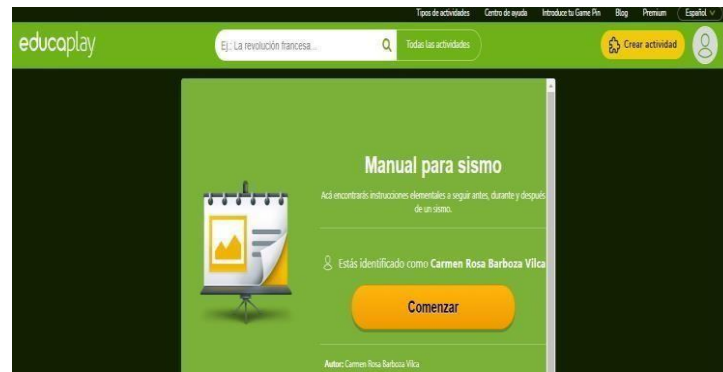 Tipos de actividades Centro de ayuda Introduce tu Game Pin Blog Premium Español
educaplay
Ej.: La revolución francesa...
Todas las actividades
Crear actividad
Manual para sismo
Acá encontrarás instrucciones elementales a seguir antes, durante y después
de un sismo.
Estás identificado como Carmen Rosa Barboza Vilca
Comenzar
Autor: Carmen Rosa Barboza Vilca